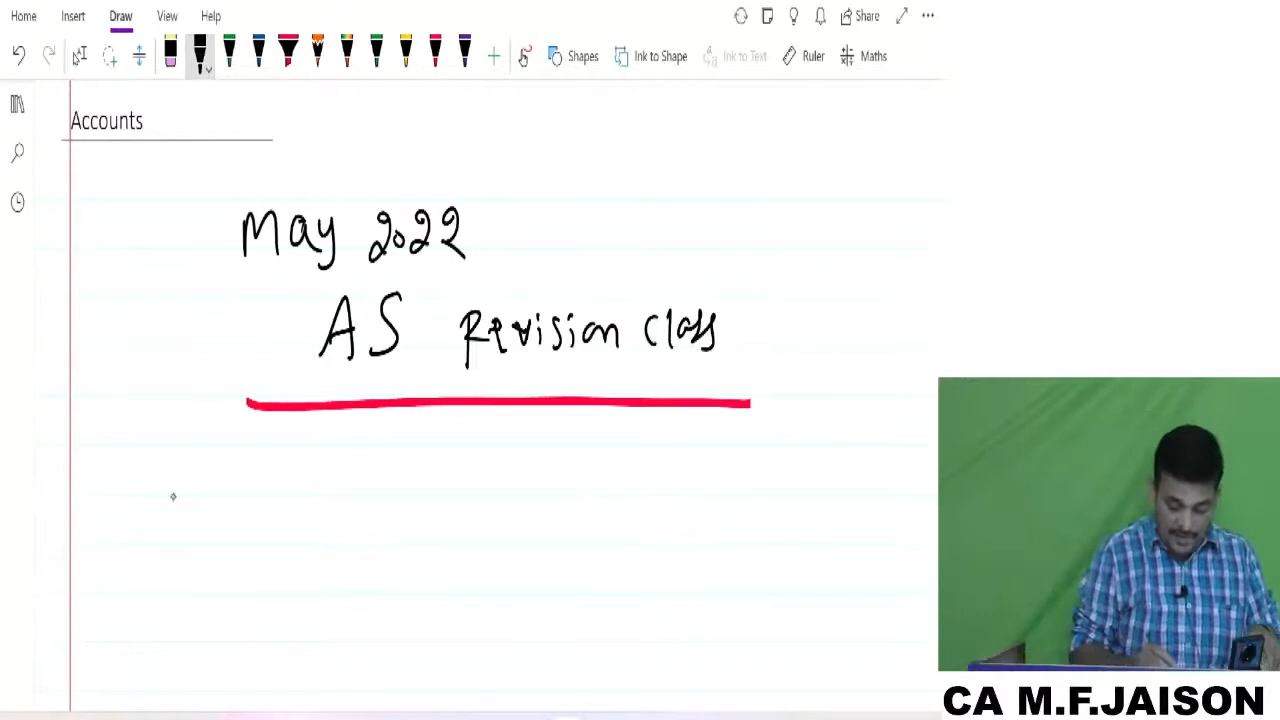 Home Insert Draw View Help
Share
Shapes Ink to Shape Ink to Text Ruler Maths
Accounts
May 2022
AS Revision Class
CA M.F.JAISON